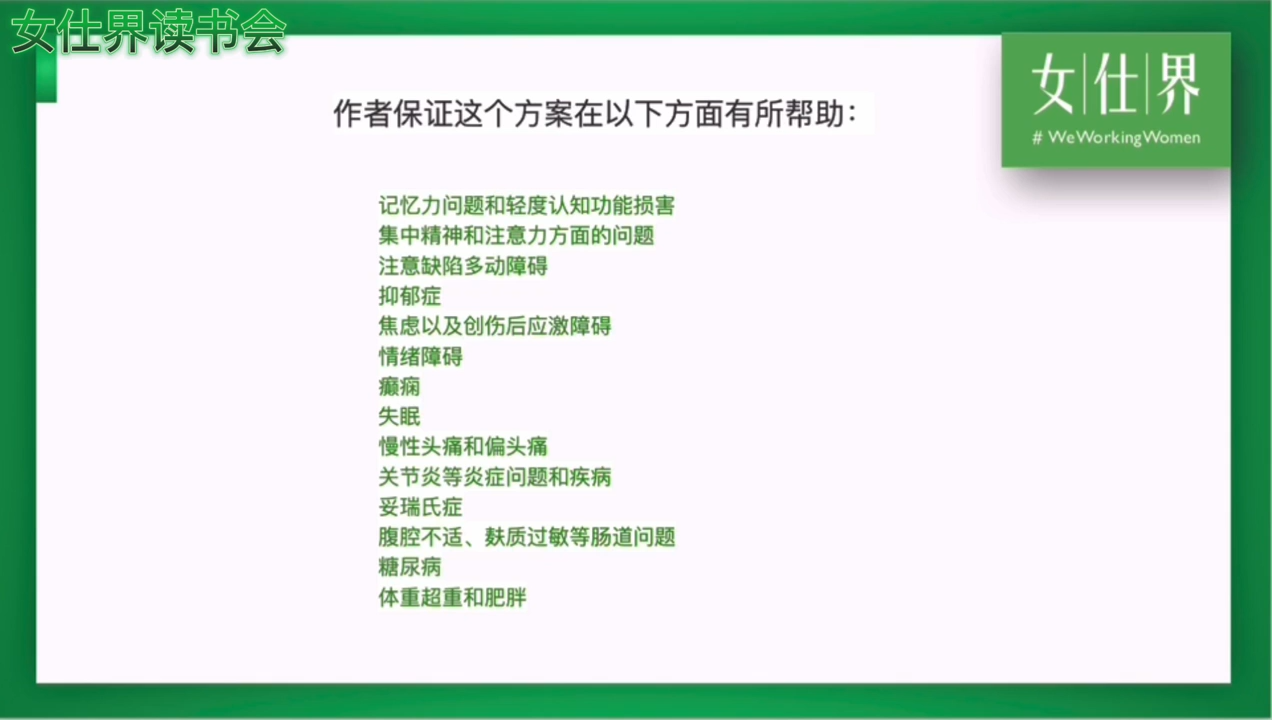 女仕界读书会
女仕界
# WeWorkingWomen
作者保证这个方案在以下方面有所帮助：
记忆力问题和轻度认知功能损害
集中精神和注意力方面的问题
注意缺陷多动障碍
抑郁症
焦虑以及创伤后应激障碍
情绪障碍
癫痫
失眠
慢性头痛和偏头痛
关节炎等炎症问题和疾病
妥瑞氏症
腹腔不适、麸质过敏等肠道问题
糖尿病
体重超重和肥胖